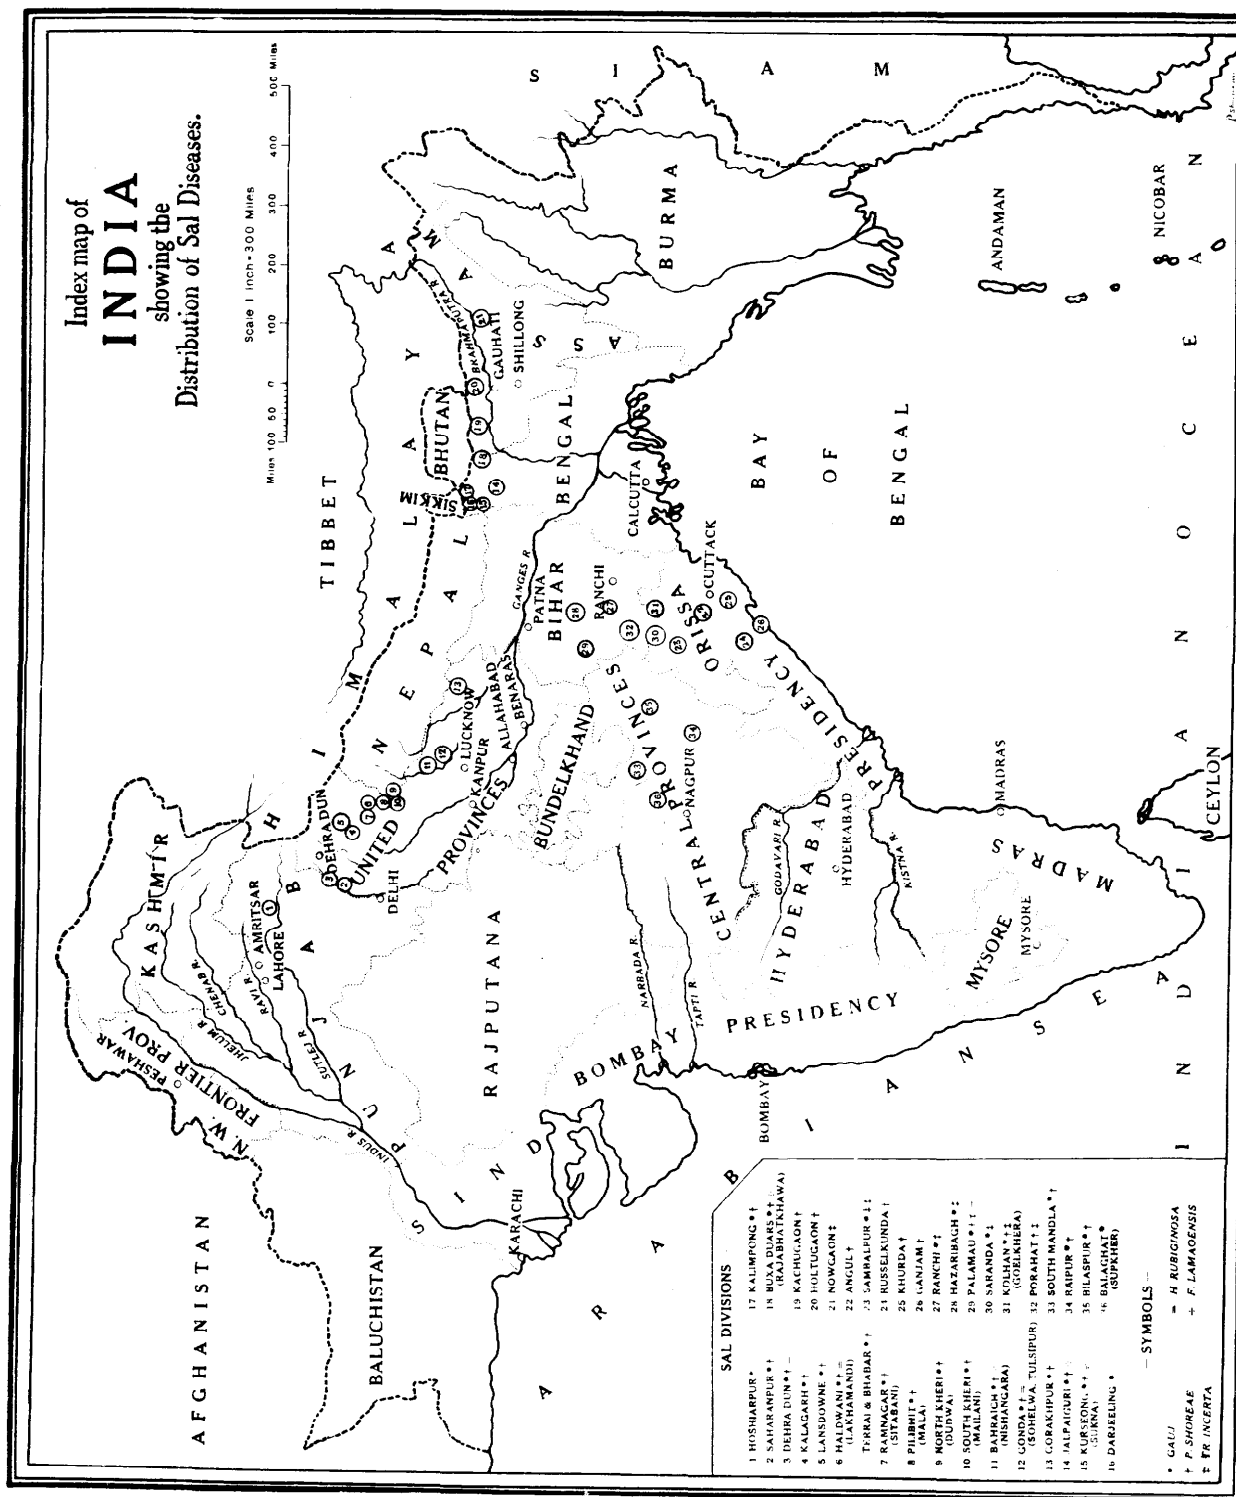 Index map of
INDIA
showing the
Distribution of Sal Diseases.
Scale 1 inch=300 Miles
Miles 100 50 0 100 200 300 400 500 Miles
AFGHANISTAN
BALUCHISTAN
TIBBET
SIAM
HIMALAYA
KASHMIR
N.W. FRONTIER PROV.
PESHAWAR
JHELUM R.
CHENAB R.
RAVI R.
SUTLEJ R.
INDUS R.
AMRITSAR
LAHORE
PUNJAB
SIND
KARACHI
RAJPUTANA
DELHI
DEHRA DUN
UNITED PROVINCES
NEPAL
LUCKNOW
KANPUR
ALLAHABAD
BENARAS
BUNDELKHAND
GANGES R.
PATNA
BIHAR
RANCHI
SIKKIM
BHUTAN
BRAHMAPUTRA R.
GAUHATI
SHILLONG
ASSAM
BENGAL
CALCUTTA
BURMA
ORISSA
CUTTACK
CENTRAL PROVINCES
NAGPUR
NARBADA R.
TAPTI R.
BOMBAY PRESIDENCY
BOMBAY
GODAVARI R.
HYDERABAD
HYDERABAD
KISTNA R.
MADRAS PRESIDENCY
MADRAS
MYSORE
MYSORE
CEYLON
BAY OF BENGAL
ANDAMAN
NICOBAR
ARABIAN SEA
INDIAN OCEAN
SAL DIVISIONS
1 HOSHIARPUR*
2 SAHARANPUR*†
3 DEHRA DUN*†=
4 KALAGARH*†
5 LANSDOWNE*†
6 HALDWANI*†=
(LAKHAMANDI)
TERRAI & BHABAR*†
7 RAMNAGAR*†
(SITABANI)
8 PILIBHIT*†
(MALA)
9 NORTH KHERI*†
(DUDWA)
10 SOUTH KHERI*†
(MAILANI)
11 BAHRAICH*†
(NISHANGARA)
12 GONDA*†=
(SOHELWA, TULSIPUR)
13 GORAKHPUR*†
14 JALPAIGURI*†
15 KURSEONG*†
(SUKNA)
16 DARJEELING*
17 KALIMPONG*†
18 BUXA DUARS*†
(RAJABHATKHAWA)
19 KACHUGAON†
20 HOLTUGAON†
21 NOWGAON‡
22 ANGUL†
23 SAMBALPUR*‡‡
24 RUSSELKUNDA†
25 KHURDA†
26 GANJAM†
27 RANCHI*‡
28 HAZARIBAGH*‡
29 PALAMAU*†
30 SARANDA*‡
31 KOLHAN*†‡
(GOELKHERA)
32 PORAHAT†‡
33 SOUTH MANDLA*†
34 RAIPUR*†
35 BILASPUR*†
36 BALAGHAT*
(SUPKHER)
SYMBOLS
* GALI
† P. SHOREAE
‡ TR. INCERTA
= H RUBIGINOSA
÷ F. LAMAOENSIS